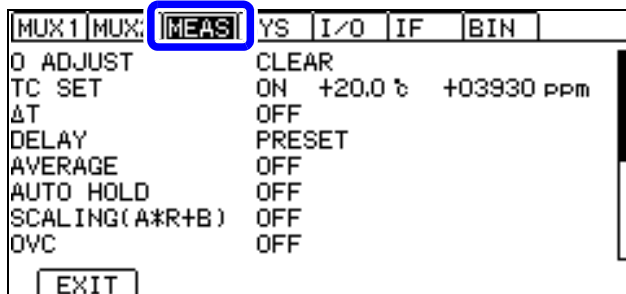 MUX1 MUX: MEAS YS I/O IF BIN
0 ADJUST CLEAR
TC SET ON +20.0 ℃ +03930 ppm
ΔT OFF
DELAY PRESET
AVERAGE OFF
AUTO HOLD OFF
SCALING(A*R+B) OFF
OVC OFF
EXIT